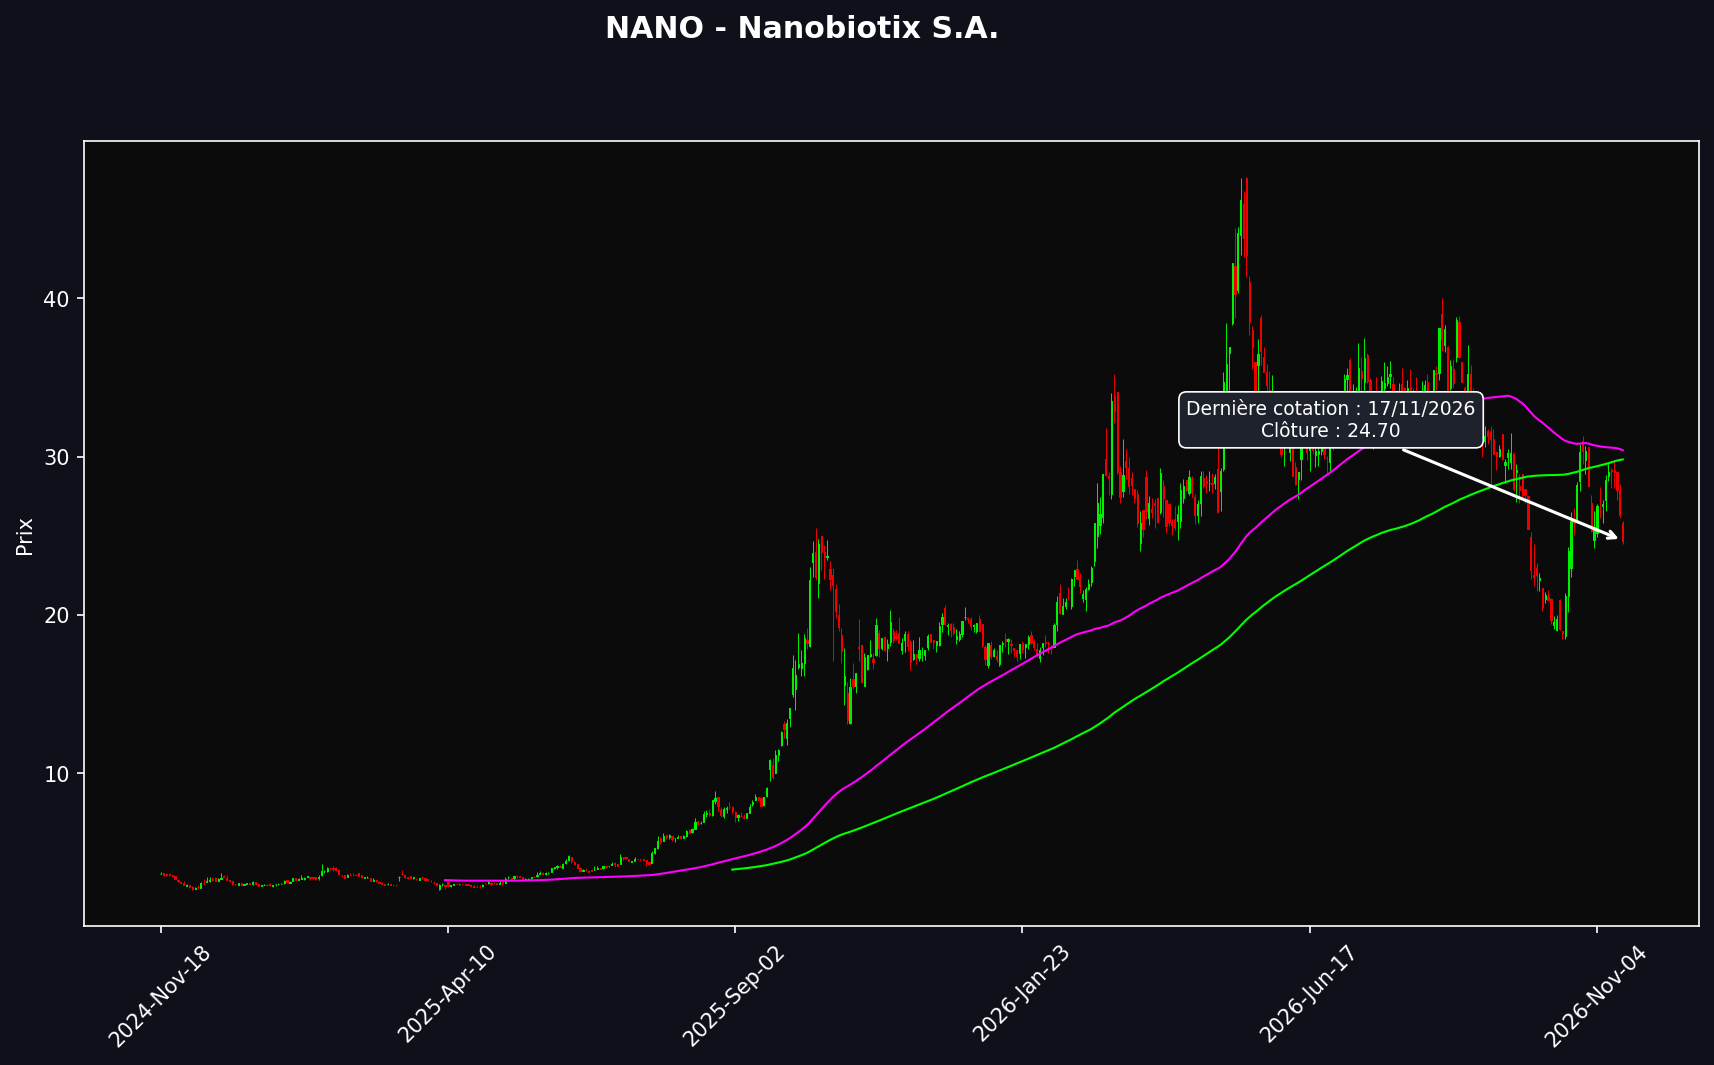 NANO - Nanobiotix S.A.
Prix
40
30
20
10
Dernière cotation : 17/11/2026
Clôture : 24.70
2024-Nov-18
2025-Apr-10
2025-Sep-02
2026-Jan-23
2026-Jun-17
2026-Nov-04